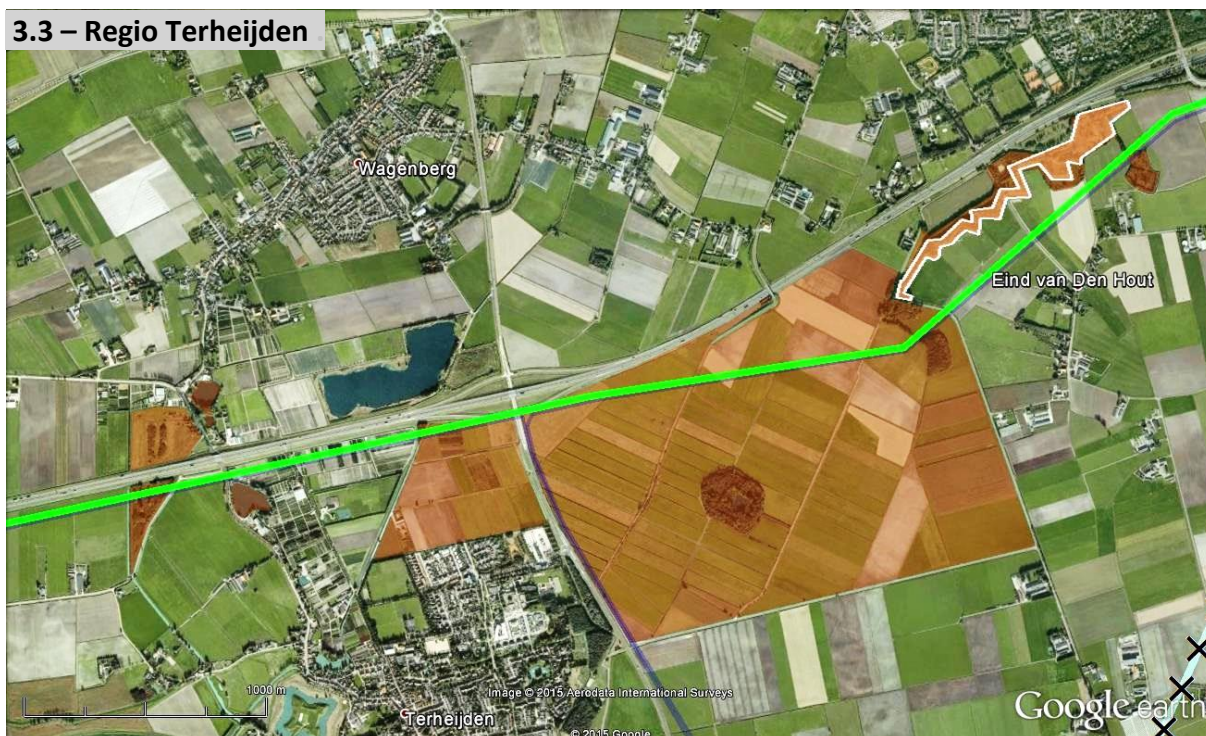 3.3 – Regio Terheijden
Wagenberg
Eind van Den Hout
1000 m
Image © 2015 Aerodata International Surveys
Terheijden
© 2015 Google
Google earth